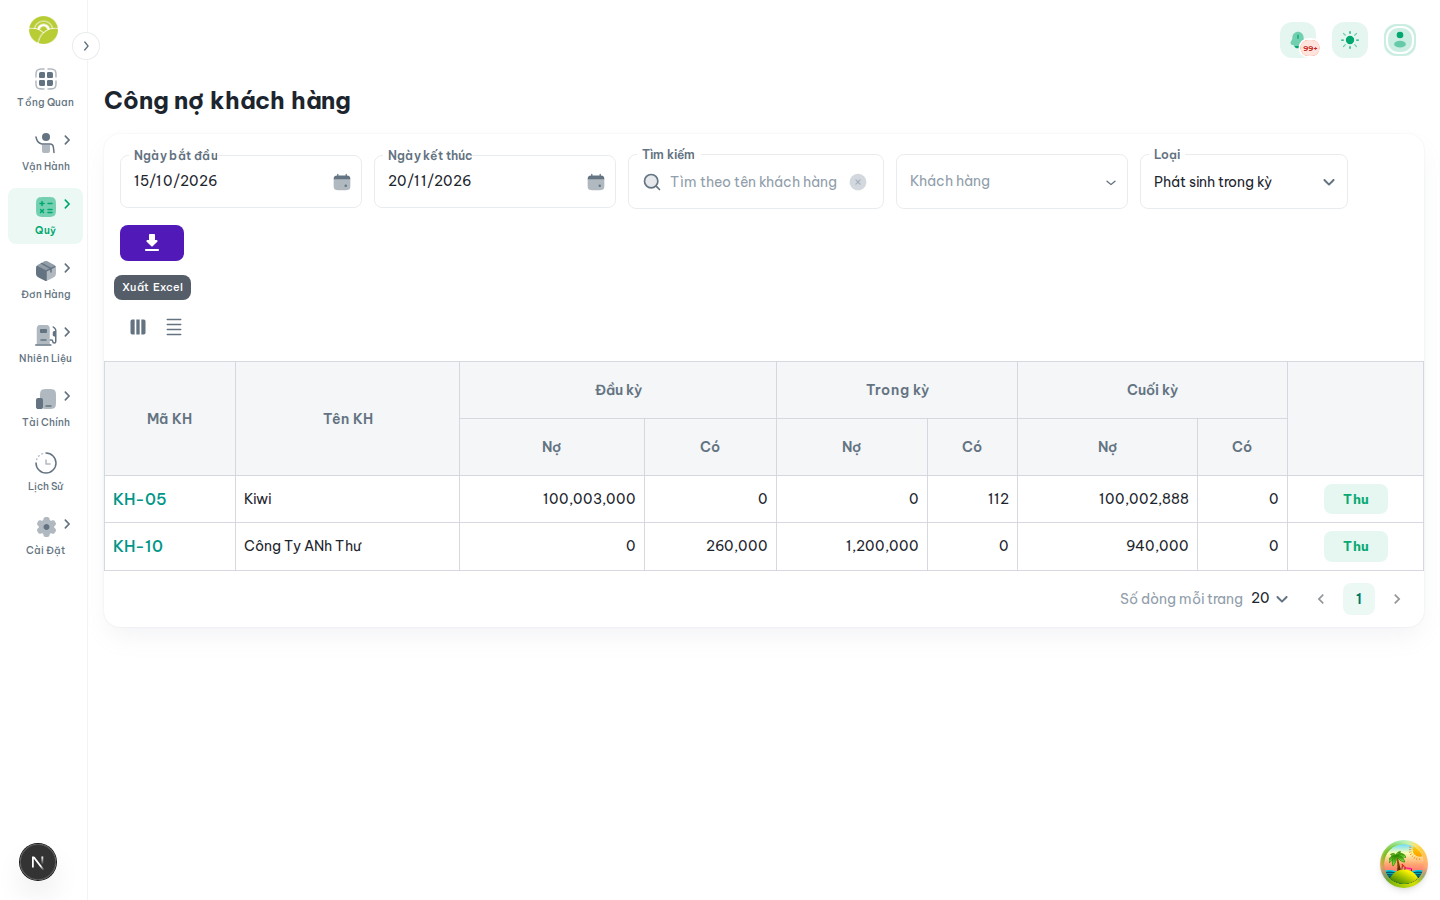 99+
Tổng Quan
Vận Hành
Quỹ
Đơn Hàng
Nhiên Liệu
Tài Chính
Lịch Sử
Cài Đặt
N
Công nợ khách hàng
Ngày bắt đầu
15/10/2026
Ngày kết thúc
20/11/2026
Tìm kiếm
Tìm theo tên khách hàng
Khách hàng
Loại
Phát sinh trong kỳ
Xuất Excel
Mã KH Tên KH Đầu kỳ Trong kỳ Cuối kỳ
Nợ Có Nợ Có Nợ Có
KH-05 Kiwi 100,003,000 0 0 112 100,002,888 0 Thu
KH-10 Công Ty ANh Thư 0 260,000 1,200,000 0 940,000 0 Thu
Số dòng mỗi trang 20 1